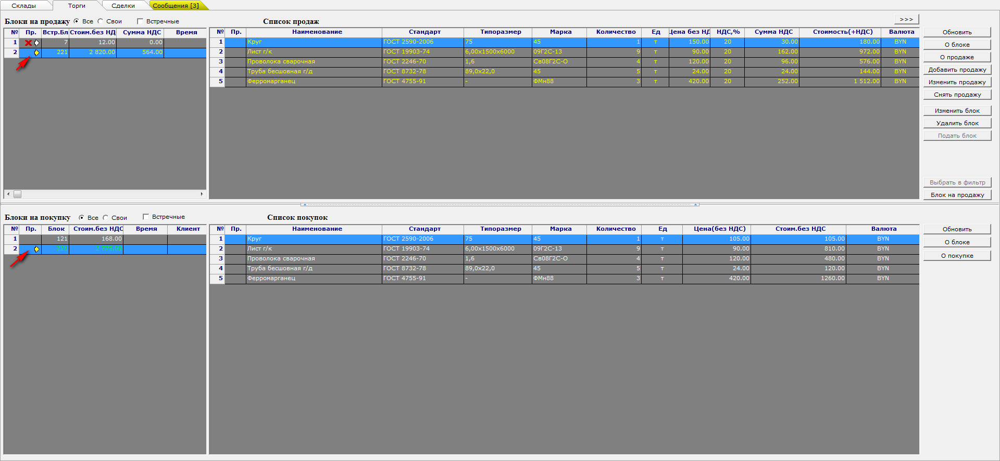 Склады Торги Сделки Сообщения [3]
Блоки на продажу Все Свои Встречные Список продаж >>>
№ Пр. Встр.Бл Стоим.без НД Сумма НДС Время
1 7 12.00 0.00
2 221 2 820.00 564.00
№ Пр. Наименование Стандарт Типоразмер Марка Количество Ед Цена без НД НДС,% Сумма НДС Стоимость(+НДС) Валюта
1 Круг ГОСТ 2590-2006 75 45 1 т 150.00 20 30.00 180.00 BYN
2 Лист г/к ГОСТ 19903-74 6,00х1500х6000 09Г2С-13 9 т 90.00 20 162.00 972.00 BYN
3 Проволока сварочная ГОСТ 2246-70 1,6 Св08Г2С-О 4 т 120.00 20 96.00 576.00 BYN
4 Труба бесшовная г/д ГОСТ 8732-78 89,0х22,0 45 5 т 24.00 20 24.00 144.00 BYN
5 Ферромарганец ГОСТ 4755-91 - ФМн88 3 т 420.00 20 252.00 1 512.00 BYN
Обновить
О блоке
О продаже
Добавить продажу
Изменить продажу
Снять продажу
Изменить блок
Удалить блок
Подать блок
Выбрать в фильтр
Блок на продажу
Блоки на покупку Все Свои Встречные Список покупок
№ Пр. Блок Стоим.без НДС Время Клиент
1 121 168.00
2 221 2 775.00
№ Пр. Наименование Стандарт Типоразмер Марка Количество Ед Цена(без НДС) Стоим.без НДС Валюта
1 Круг ГОСТ 2590-2006 75 45 1 т 105.00 105.00 BYN
2 Лист г/к ГОСТ 19903-74 6,00х1500х6000 09Г2С-13 9 т 90.00 810.00 BYN
3 Проволока сварочная ГОСТ 2246-70 1,6 Св08Г2С-О 4 т 120.00 480.00 BYN
4 Труба бесшовная г/д ГОСТ 8732-78 89,0х22,0 45 5 т 24.00 120.00 BYN
5 Ферромарганец ГОСТ 4755-91 - ФМн88 3 т 420.00 1260.00 BYN
Обновить
О блоке
О покупке